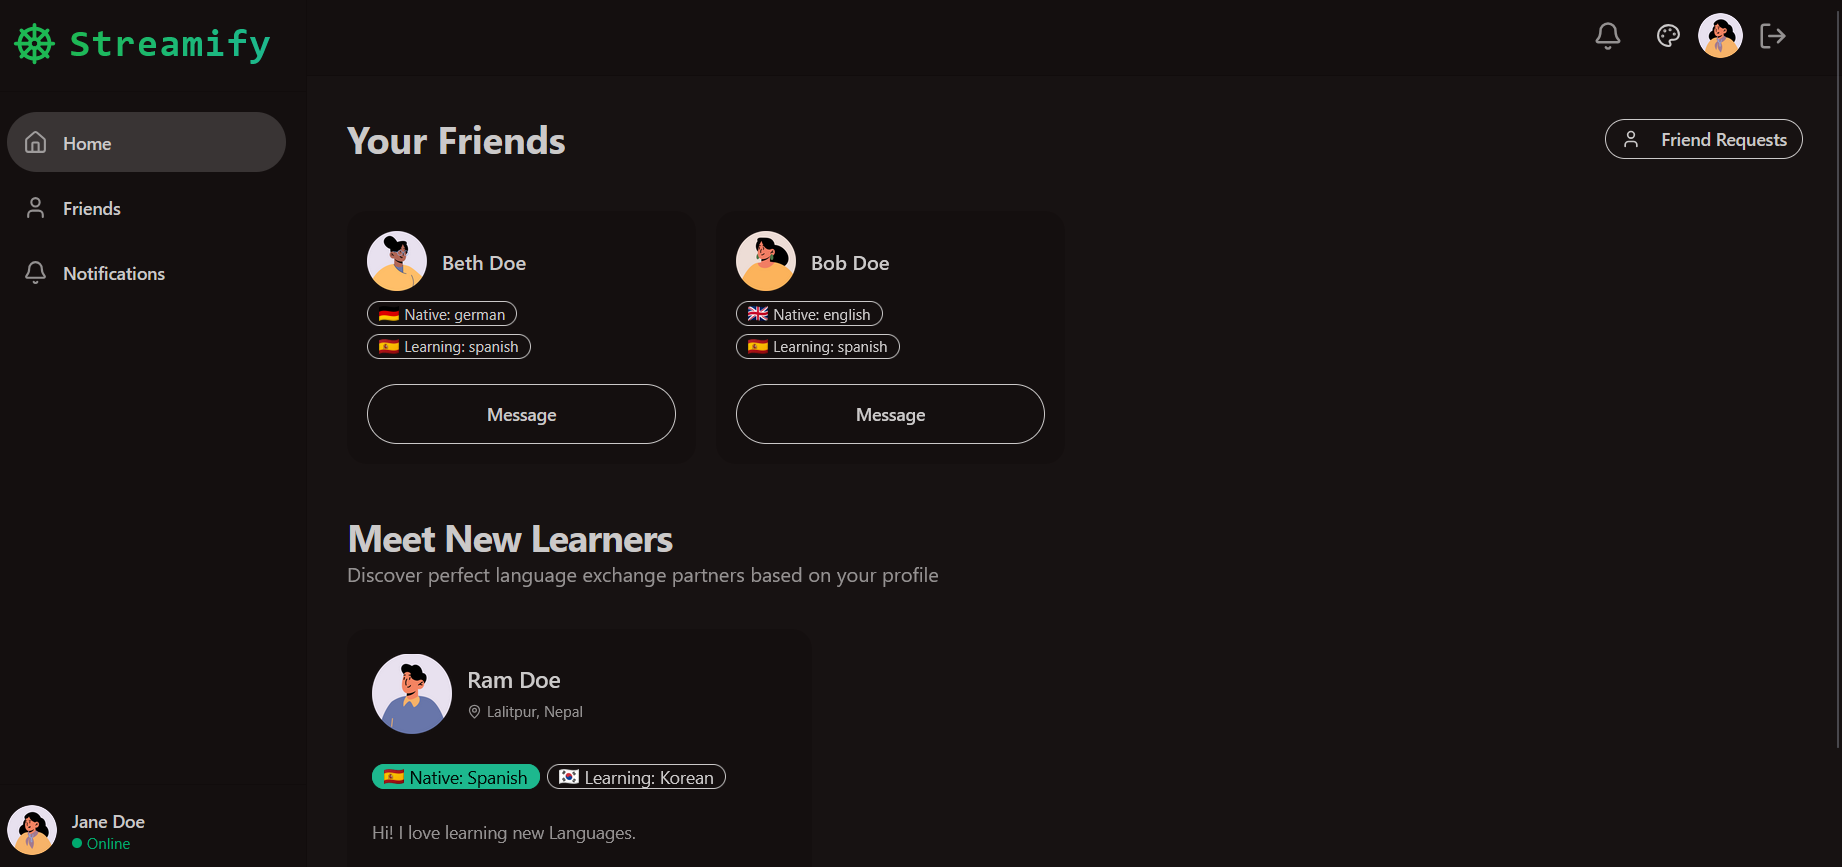 Streamify
Home
Friends
Notifications
Your Friends
Friend Requests
Beth Doe
Native: german
Learning: spanish
Message
Bob Doe
Native: english
Learning: spanish
Message
Meet New Learners
Discover perfect language exchange partners based on your profile
Ram Doe
Lalitpur, Nepal
Native: Spanish
Learning: Korean
Hi! I love learning new Languages.
Jane Doe
Online